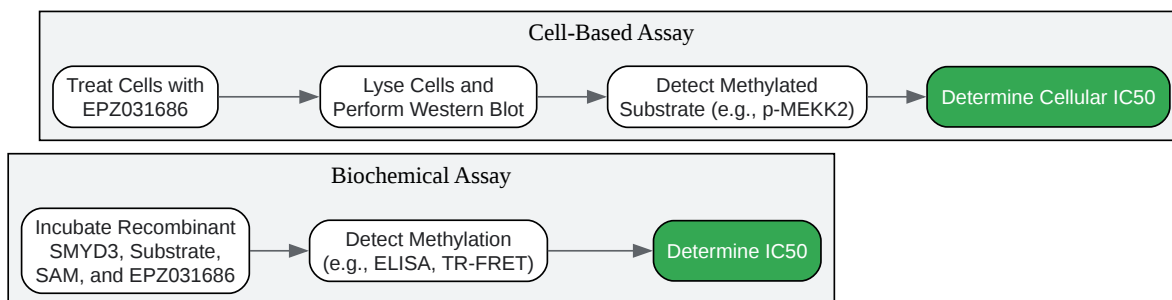 Cell-Based Assay
Treat Cells with
EPZ031686
Lyse Cells and
Perform Western Blot
Detect Methylated
Substrate (e.g., p-MEKK2)
Determine Cellular IC50
Biochemical Assay
Incubate Recombinant
SMYD3, Substrate,
SAM, and EPZ031686
Detect Methylation
(e.g., ELISA, TR-FRET)
Determine IC50